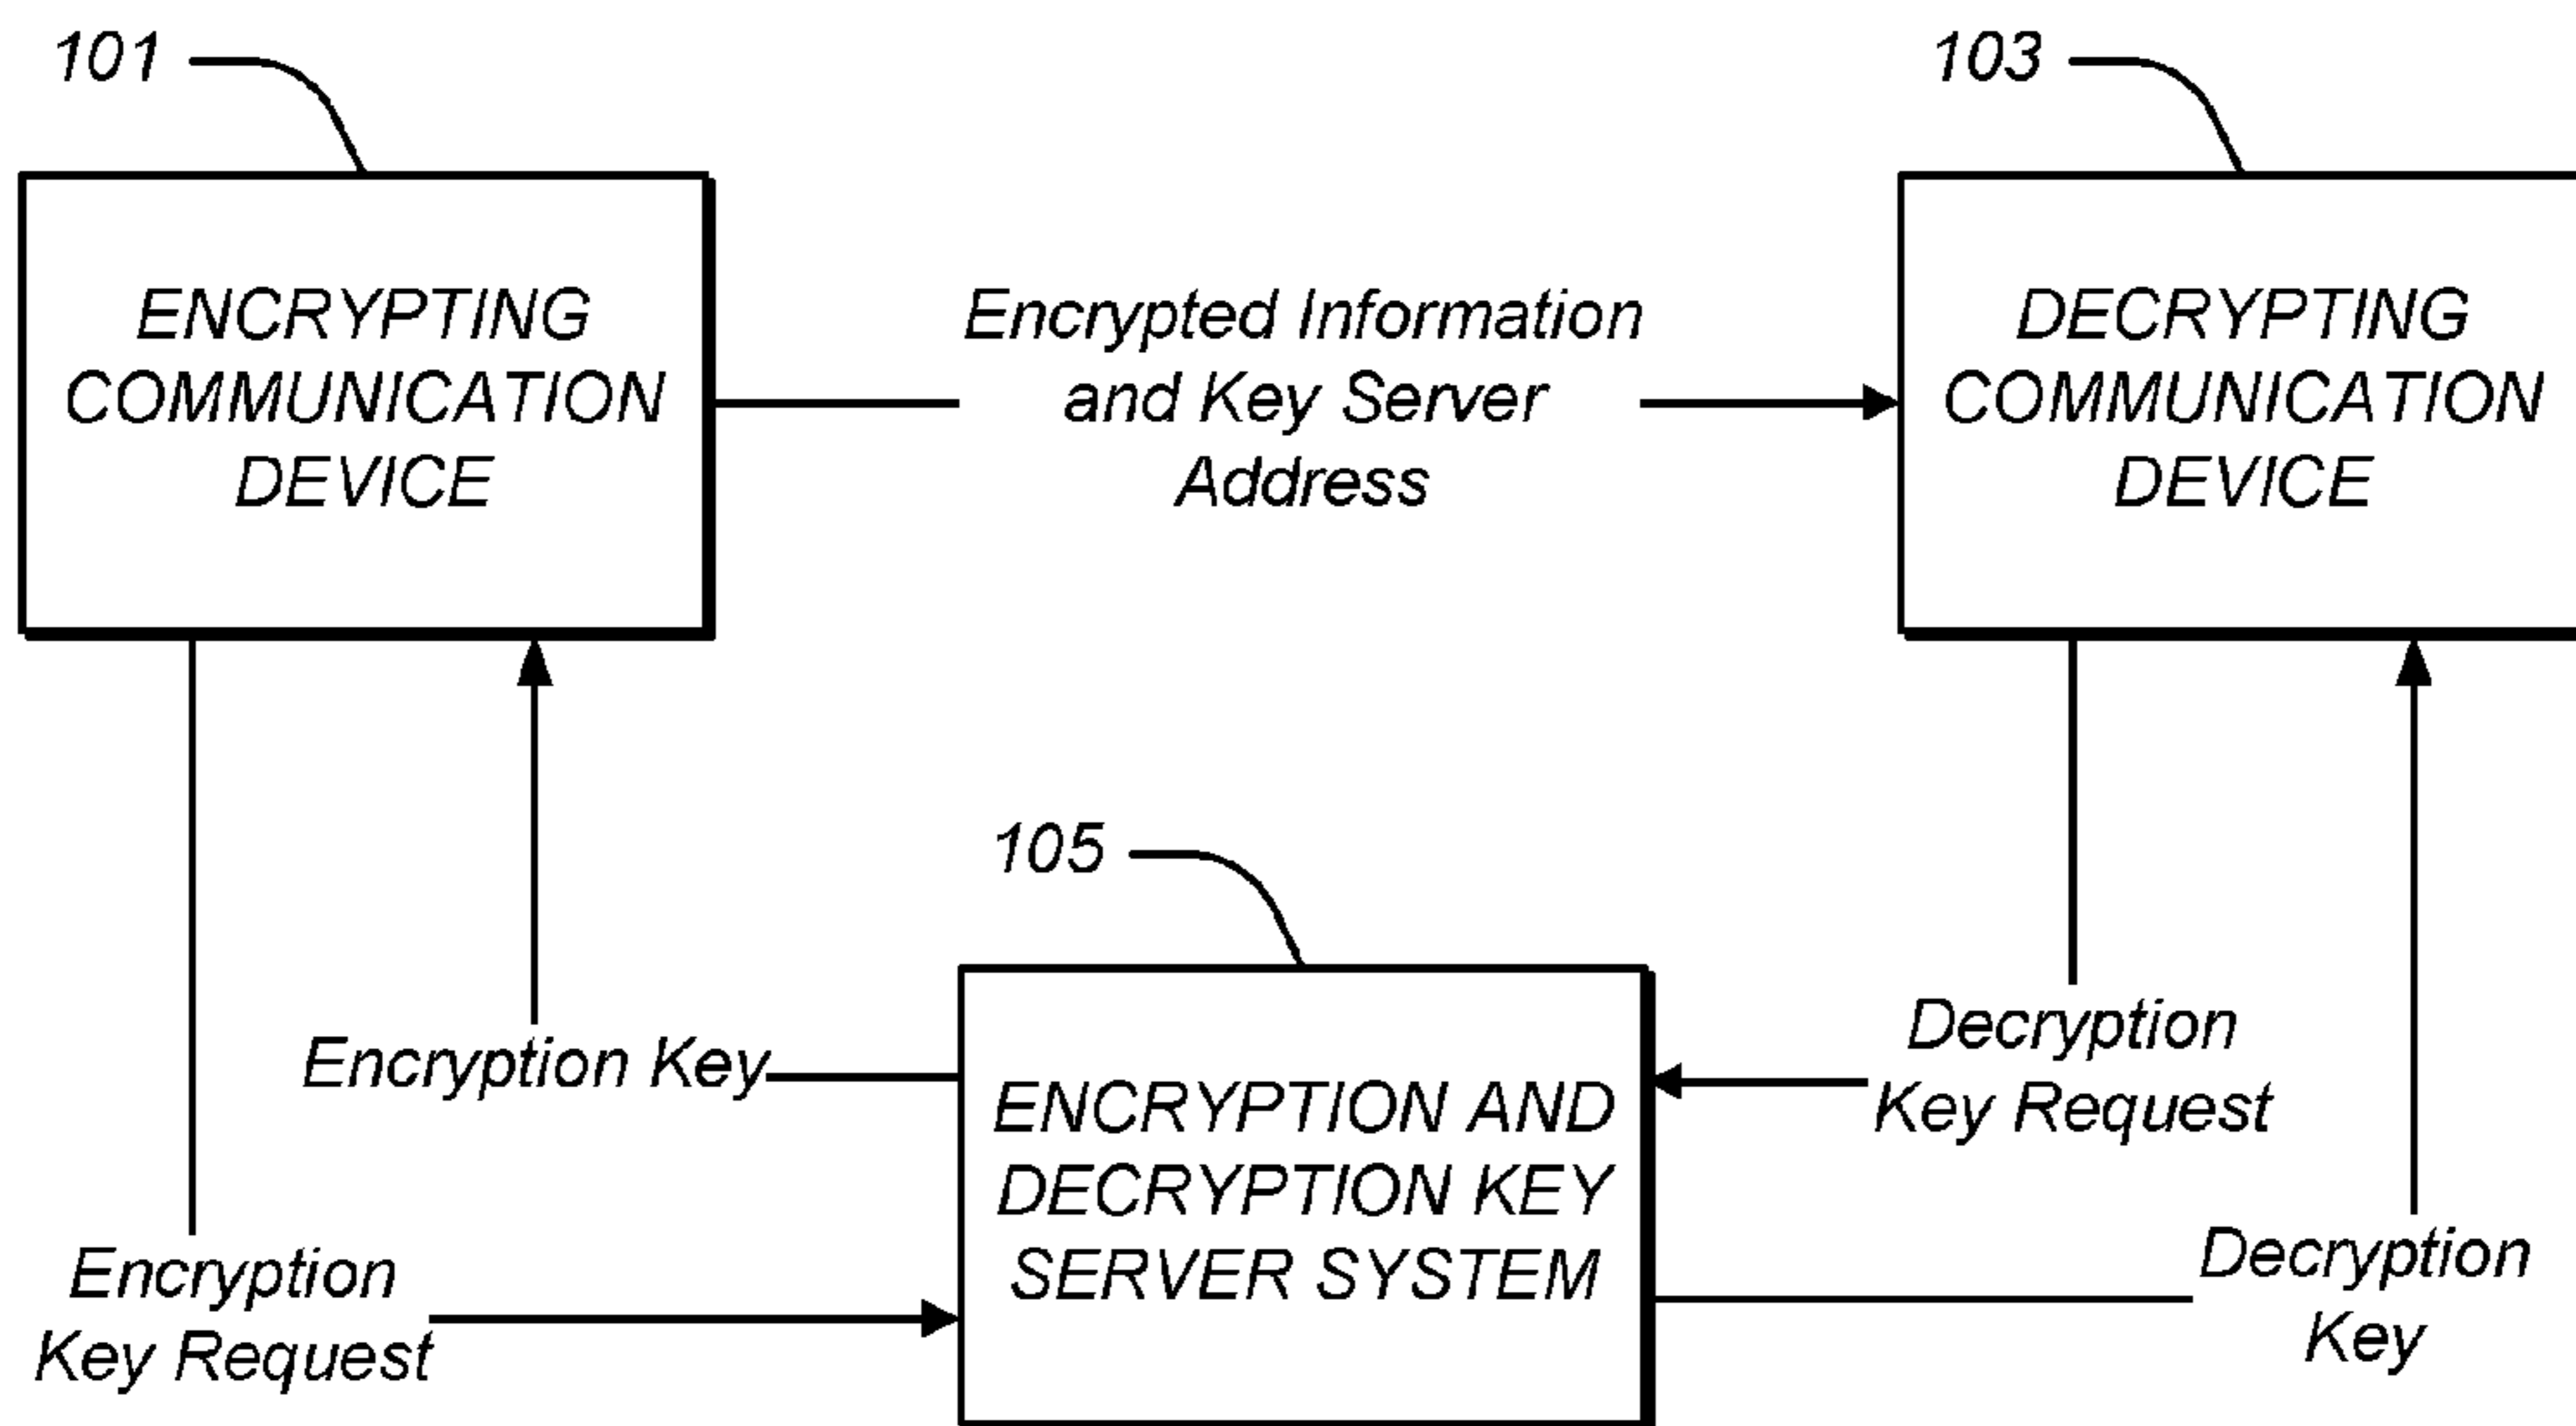 101
103
ENCRYPTING
COMMUNICATION
DEVICE
Encrypted Information
and Key Server
Address
DECRYPTING
COMMUNICATION
DEVICE
105
Encryption Key
Decryption
Key Request
ENCRYPTION AND
DECRYPTION KEY
SERVER SYSTEM
Encryption
Key Request
Decryption
Key